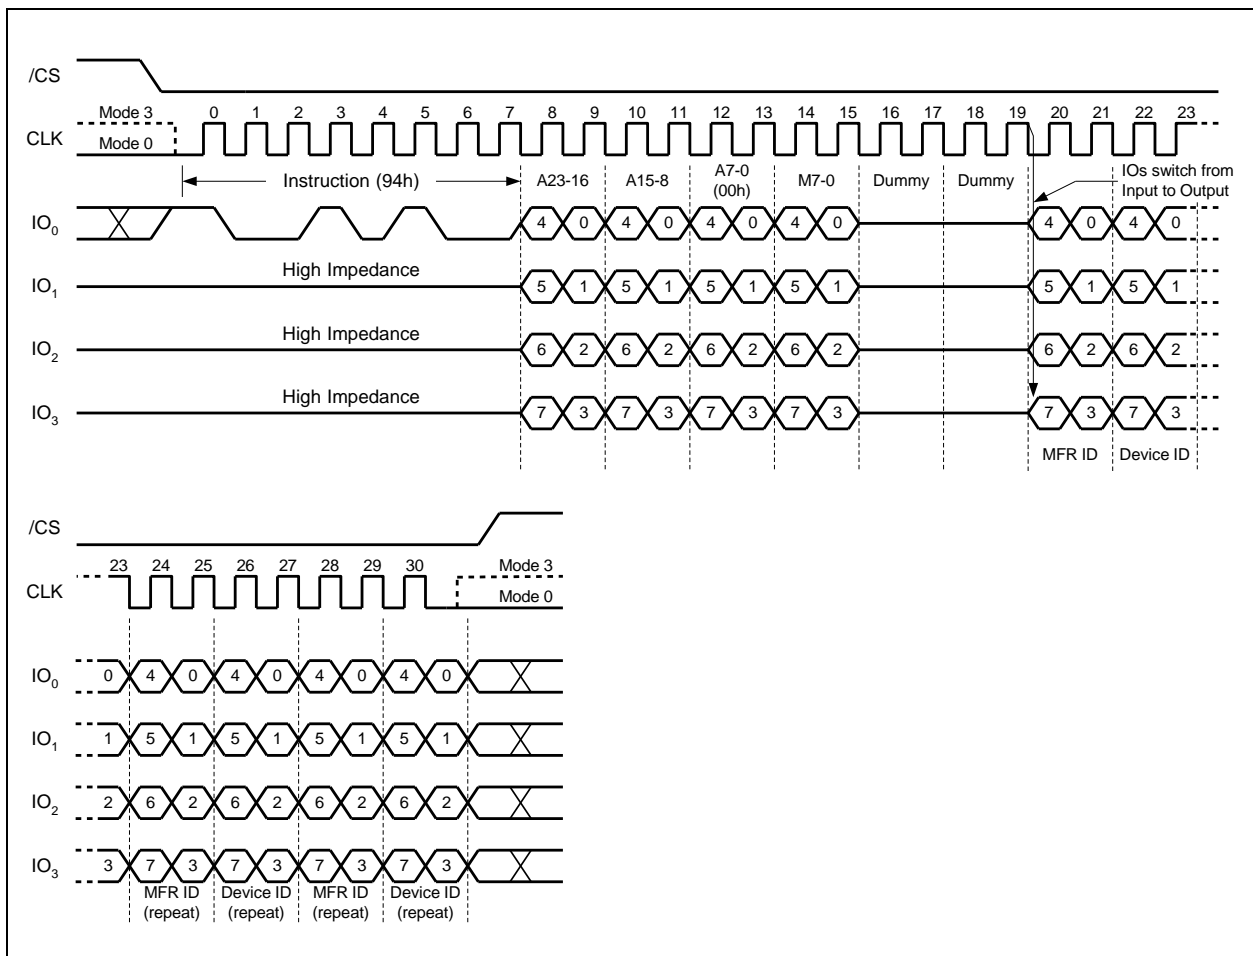 /CS
Mode 3
0 1 2 3 4 5 6 7 8 9 10 11 12 13 14 15 16 17 18 19 20 21 22 23
CLK
Mode 0
Instruction (94h)
A23-16
A15-8
A7-0
(00h)
M7-0
Dummy
Dummy
IOs switch from
Input to Output
IO0
4 0 4 0 4 0 4 0 4 0 4 0
High Impedance
IO1
5 1 5 1 5 1 5 1 5 1 5 1
High Impedance
IO2
6 2 6 2 6 2 6 2 6 2 6 2
High Impedance
IO3
7 3 7 3 7 3 7 3 7 3 7 3
MFR ID
Device ID
/CS
23 24 25 26 27 28 29 30
Mode 3
CLK
Mode 0
IO0
0 4 0 4 0 4 0 4 0
IO1
1 5 1 5 1 5 1 5 1
IO2
2 6 2 6 2 6 2 6 2
IO3
3 7 3 7 3 7 3 7 3
MFR ID
(repeat)
Device ID
(repeat)
MFR ID
(repeat)
Device ID
(repeat)